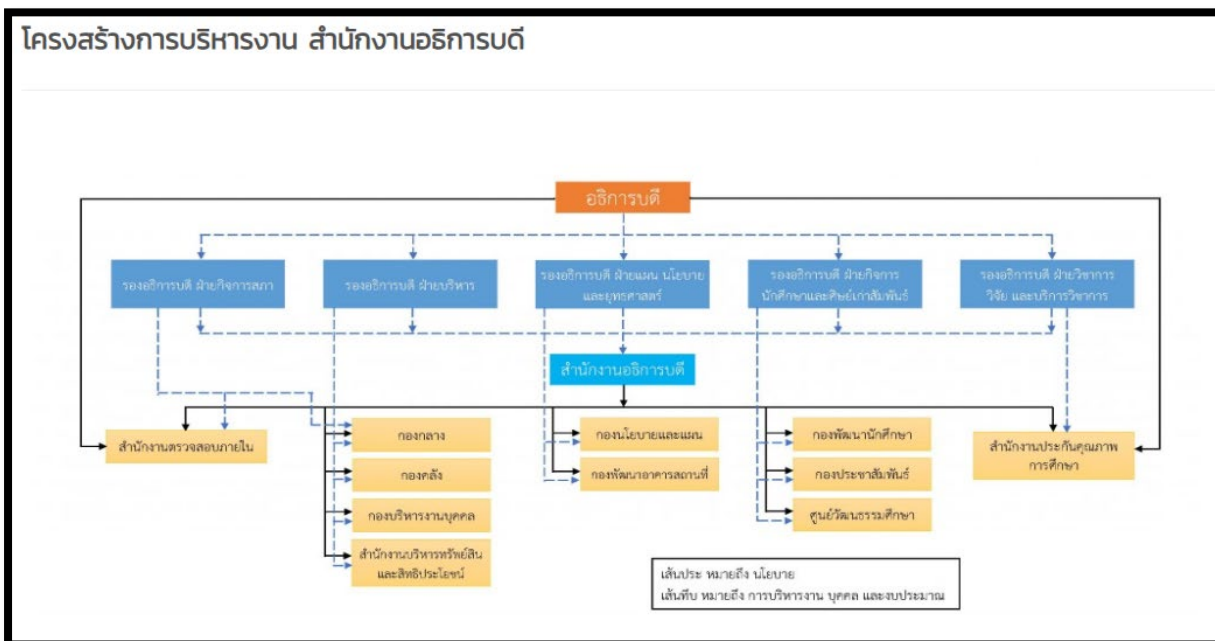 โครงสร้างการบริหารงาน สำนักงานอธิการบดี
อธิการบดี
รองอธิการบดี ฝ่ายกิจการสภา
รองอธิการบดี ฝ่ายบริหาร
รองอธิการบดี ฝ่ายแผน นโยบาย
และยุทธศาสตร์
รองอธิการบดี ฝ่ายกิจการ
นักศึกษาและศิษย์เก่าสัมพันธ์
รองอธิการบดี ฝ่ายวิชาการ
วิจัย และบริการวิชาการ
สำนักงานอธิการบดี
สำนักงานตรวจสอบภายใน
กองกลาง
กองคลัง
กองบริหารงานบุคคล
สำนักงานบริหารทรัพย์สิน
และสิทธิประโยชน์
กองนโยบายและแผน
กองพัฒนาอาคารสถานที่
กองพัฒนานักศึกษา
กองประชาสัมพันธ์
ศูนย์วัฒนธรรมศึกษา
สำนักงานประกันคุณภาพ
การศึกษา
เส้นประ หมายถึง นโยบาย
เส้นทึบ หมายถึง การบริหารงาน บุคคล และงบประมาณ